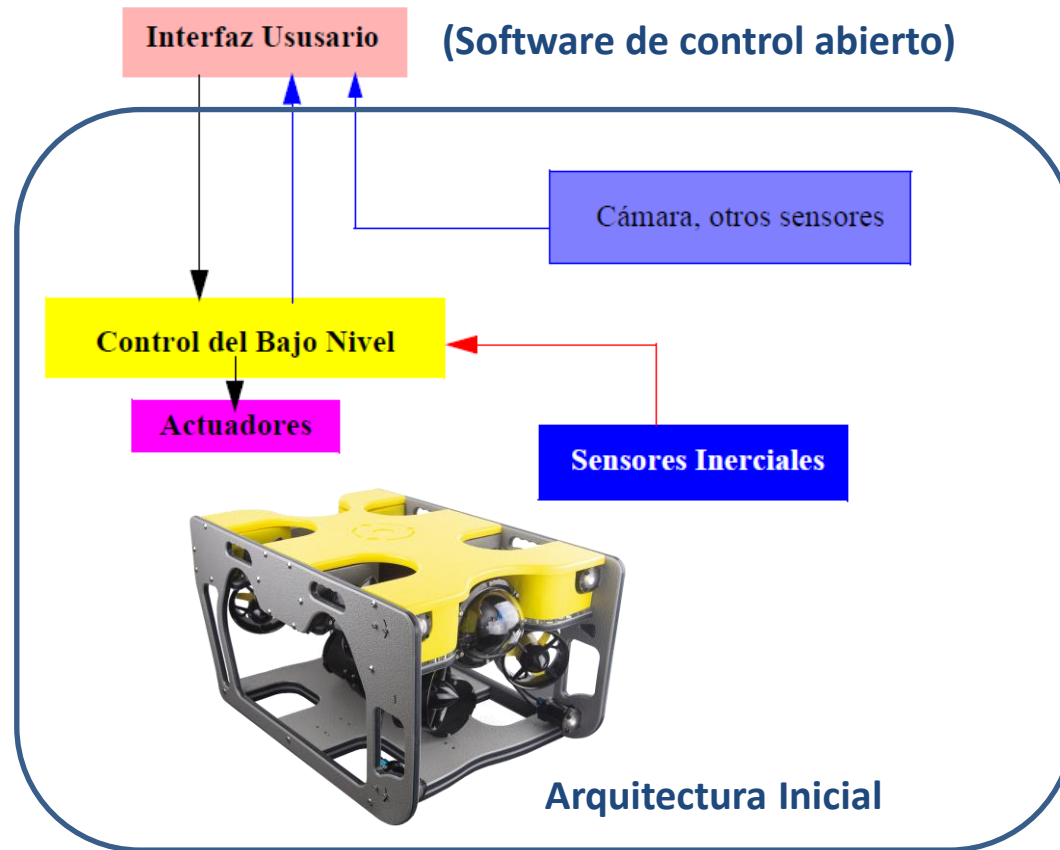 Interfaz Ususario
(Software de control abierto)
Cámara, otros sensores
Control del Bajo Nivel
Actuadores
Sensores Inerciales
Arquitectura Inicial